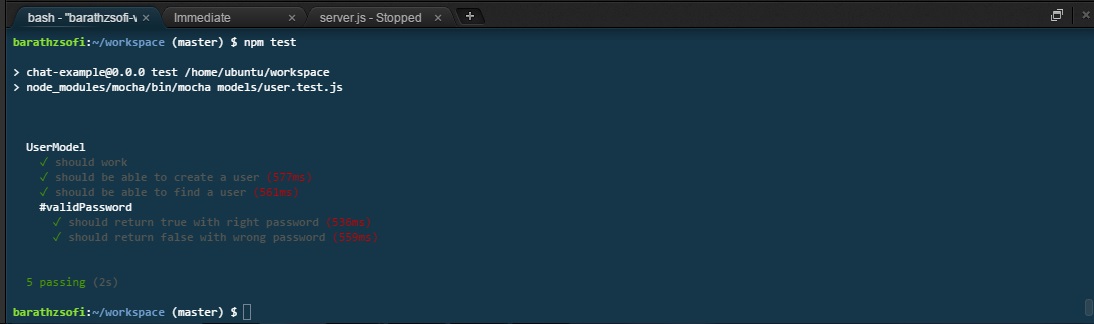 bash - "barathzsofi-v × Immediate × server.js - Stopped × +
barathzsofi:~/workspace (master) $ npm test
> chat-example@0.0.0 test /home/ubuntu/workspace
> node_modules/mocha/bin/mocha models/user.test.js
UserModel
✓ should work
✓ should be able to create a user (577ms)
✓ should be able to find a user (561ms)
#validPassword
✓ should return true with right password (536ms)
✓ should return false with wrong password (559ms)
5 passing (2s)
barathzsofi:~/workspace (master) $